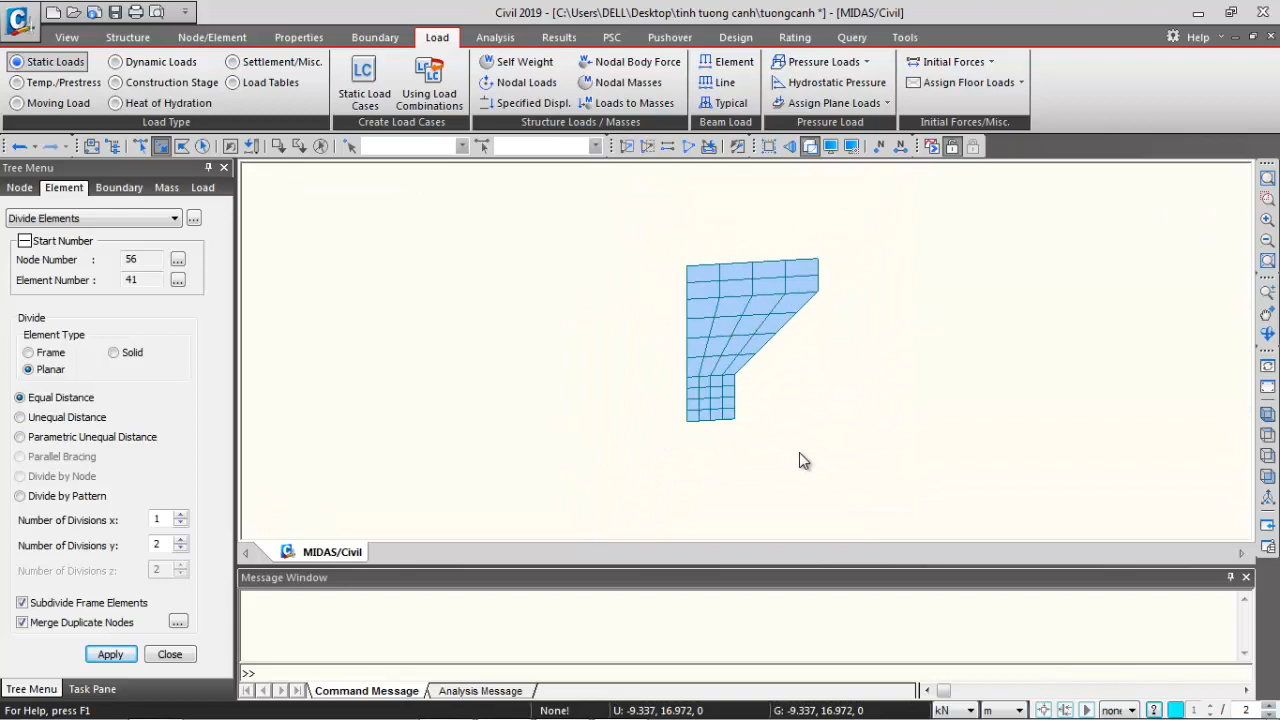 Civil 2019 - [C:\Users\DELL\Desktop\tinh tuong canh\tuongcanh *] - [MIDAS/Civil]
View Structure Node/Element Properties Boundary Load Analysis Results PSC Pushover Design Rating Query Tools Help
Static Loads Dynamic Loads Settlement/Misc.
Temp./Prestress Construction Stage Load Tables
Moving Load Heat of Hydration
Load Type
LC
Static Load Cases
LC
Using Load Combinations
Create Load Cases
Self Weight Nodal Body Force
Nodal Loads Nodal Masses
Specified Displ. Loads to Masses
Structure Loads / Masses
Element
Line
Typical
Beam Load
Pressure Loads
Hydrostatic Pressure
Assign Plane Loads
Pressure Load
Initial Forces
Assign Floor Loads
Initial Forces/Misc.
Tree Menu
Node Element Boundary Mass Load
Divide Elements
...
Start Number
Node Number : 56 ...
Element Number : 41 ...
Divide
Element Type
Frame Solid
Planar
Equal Distance
Unequal Distance
Parametric Unequal Distance
Parallel Bracing
Divide by Node
Divide by Pattern
Number of Divisions x: 1
Number of Divisions y: 2
Number of Divisions z: 2
Subdivide Frame Elements
Merge Duplicate Nodes ...
Apply Close
Tree Menu Task Pane
MIDAS/Civil
Message Window
>>
Command Message Analysis Message
For Help, press F1 None! U: -9.337, 16.972, 0 G: -9.337, 16.972, 0 kN m none ? 1 / 2